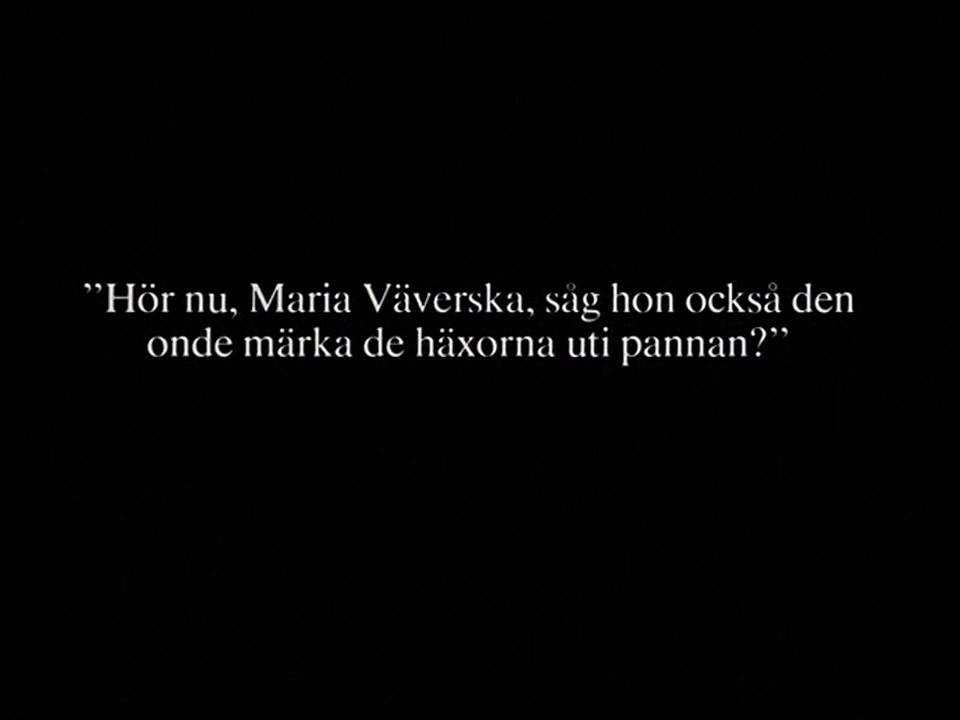 ”Hör nu, Maria Väverska, såg hon också den
onde märka de häxorna uti pannan?”